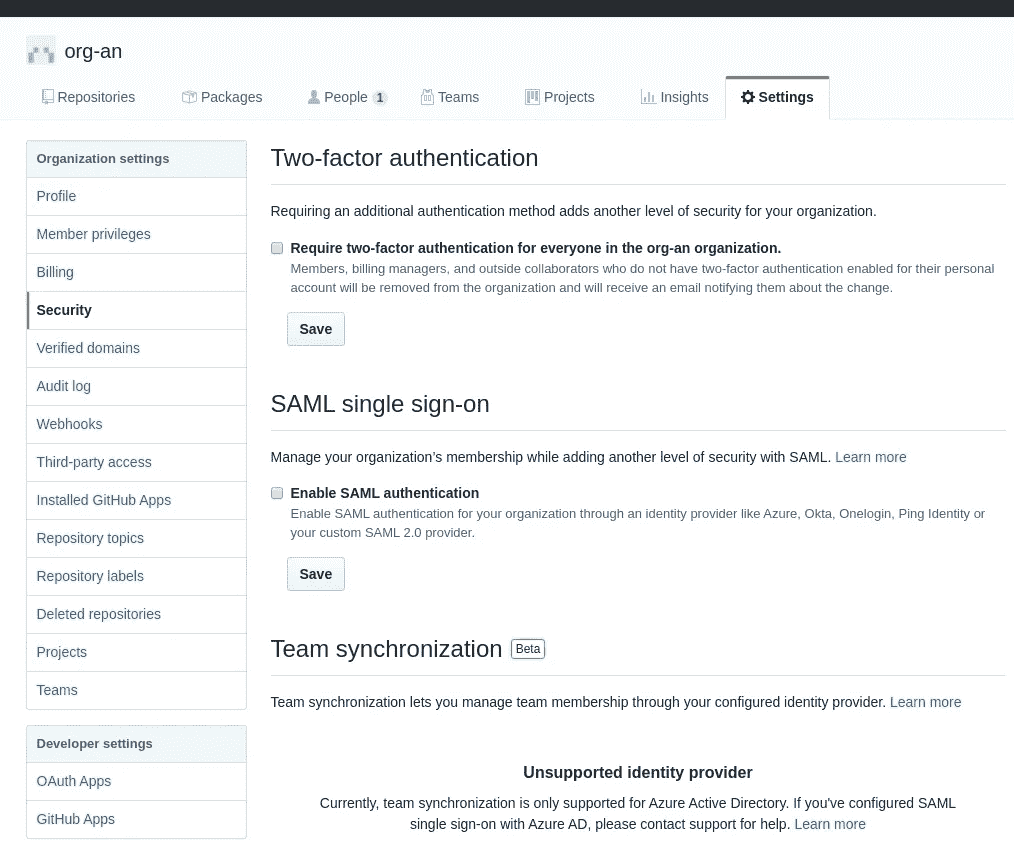 org-an
Repositories Packages People 1 Teams Projects Insights Settings
Organization settings
Profile
Member privileges
Billing
Security
Verified domains
Audit log
Webhooks
Third-party access
Installed GitHub Apps
Repository topics
Repository labels
Deleted repositories
Projects
Teams
Developer settings
OAuth Apps
GitHub Apps
Two-factor authentication
Requiring an additional authentication method adds another level of security for your organization.
Require two-factor authentication for everyone in the org-an organization.
Members, billing managers, and outside collaborators who do not have two-factor authentication enabled for their personal
account will be removed from the organization and will receive an email notifying them about the change.
Save
SAML single sign-on
Manage your organization’s membership while adding another level of security with SAML. Learn more
Enable SAML authentication
Enable SAML authentication for your organization through an identity provider like Azure, Okta, Onelogin, Ping Identity or
your custom SAML 2.0 provider.
Save
Team synchronization Beta
Team synchronization lets you manage team membership through your configured identity provider. Learn more
Unsupported identity provider
Currently, team synchronization is only supported for Azure Active Directory. If you've configured SAML
single sign-on with Azure AD, please contact support for help. Learn more